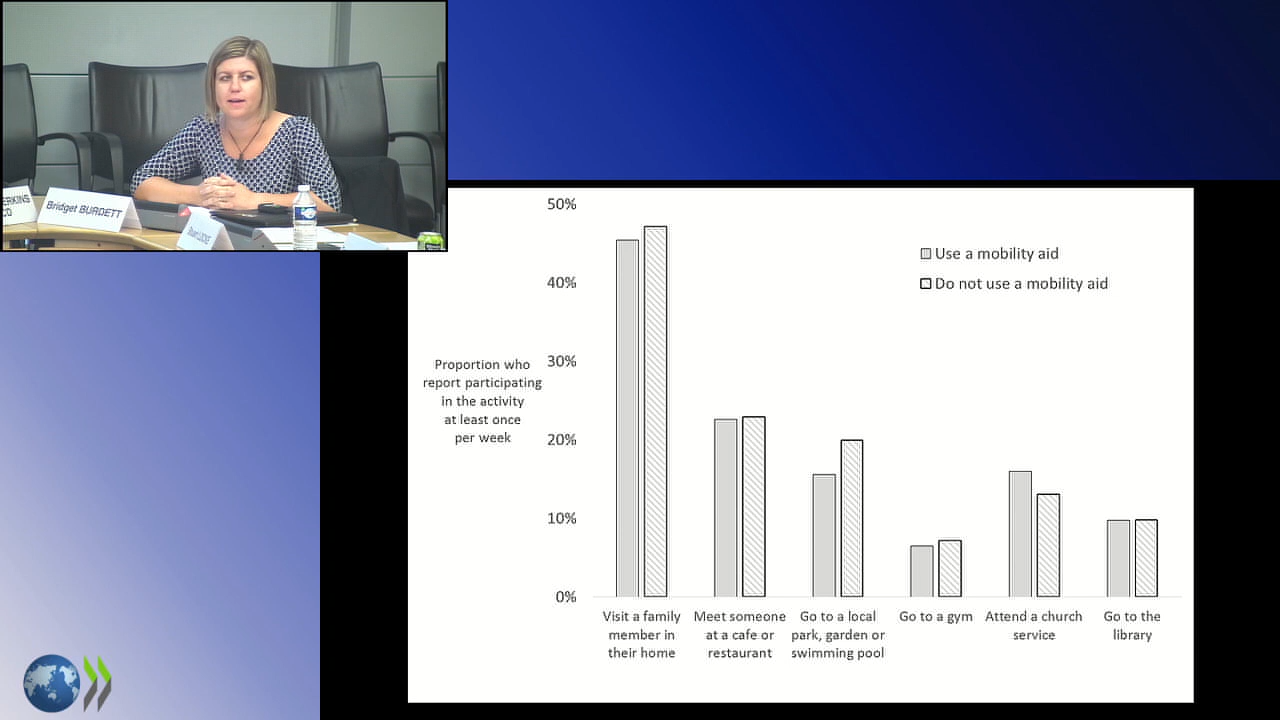 ERKINS
CO
Bridget BURDETT
50%
40%
30%
20%
10%
0%
Use a mobility aid
Do not use a mobility aid
Proportion who
report participating
in the activity
at least once
per week
Visit a family
member in
their home
Meet someone
at a cafe or
restaurant
Go to a local
park, garden or
swimming pool
Go to a gym
Attend a church
service
Go to the
library